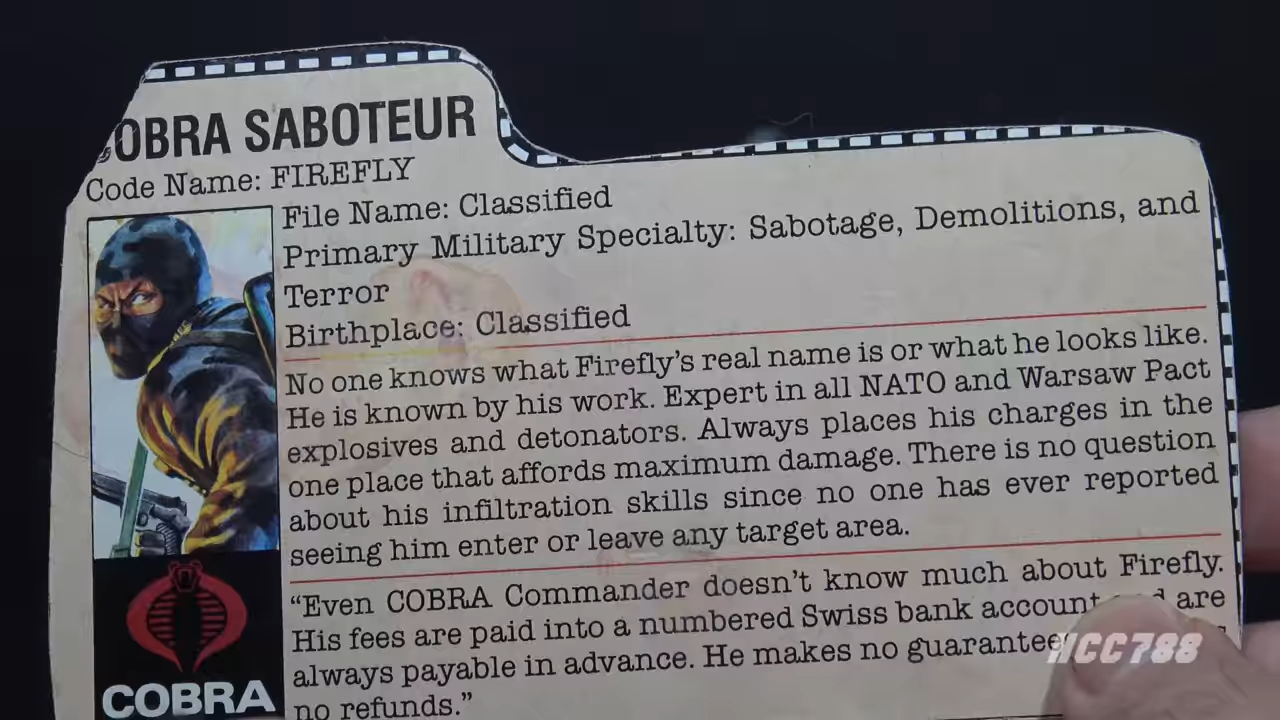 OBRA SABOTEUR
Code Name: FIREFLY
File Name: Classified
Primary Military Specialty: Sabotage, Demolitions, and
Terror
Birthplace: Classified
No one knows what Firefly's real name is or what he looks like.
He is known by his work. Expert in all NATO and Warsaw Pact
explosives and detonators. Always places his charges in the
one place that affords maximum damage. There is no question
about his infiltration skills since no one has ever reported
seeing him enter or leave any target area.
“Even COBRA Commander doesn't know much about Firefly.
His fees are paid into a numbered Swiss bank account are
always payable in advance. He makes no guarantee
no refunds.”
COBRA
HCC788